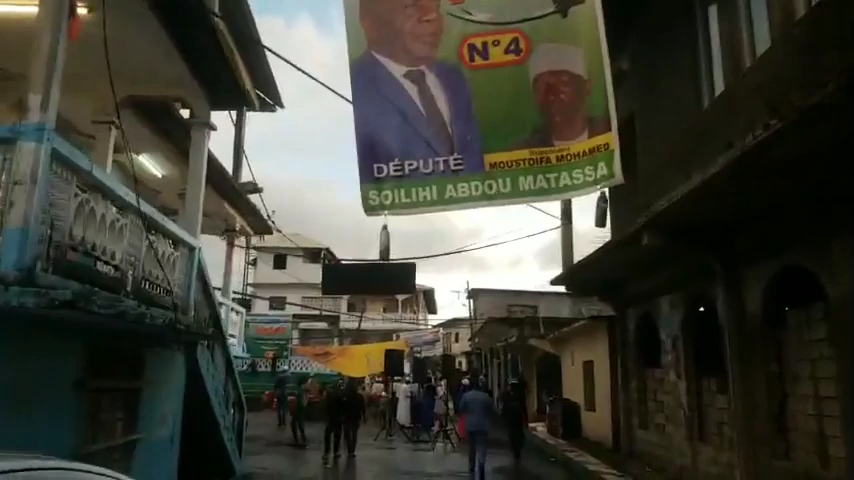 N°4
DÉPUTÉ
Suppléant
MOUSTOIFA MOHAMED
SOILIHI ABDOU MATASSA